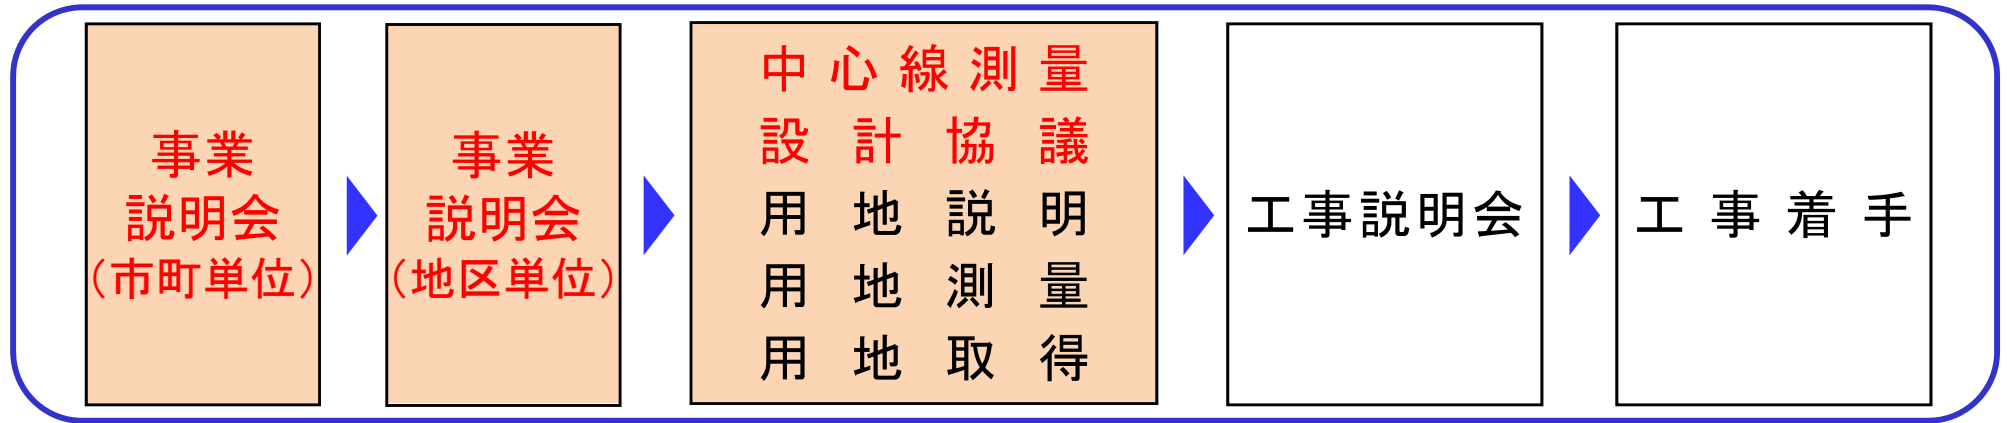 事業
説明会
（市町単位）
事業
説明会
（地区単位）
中心線測量
設計協議
用地説明
用地測量
用地取得
工事説明会
工事着手